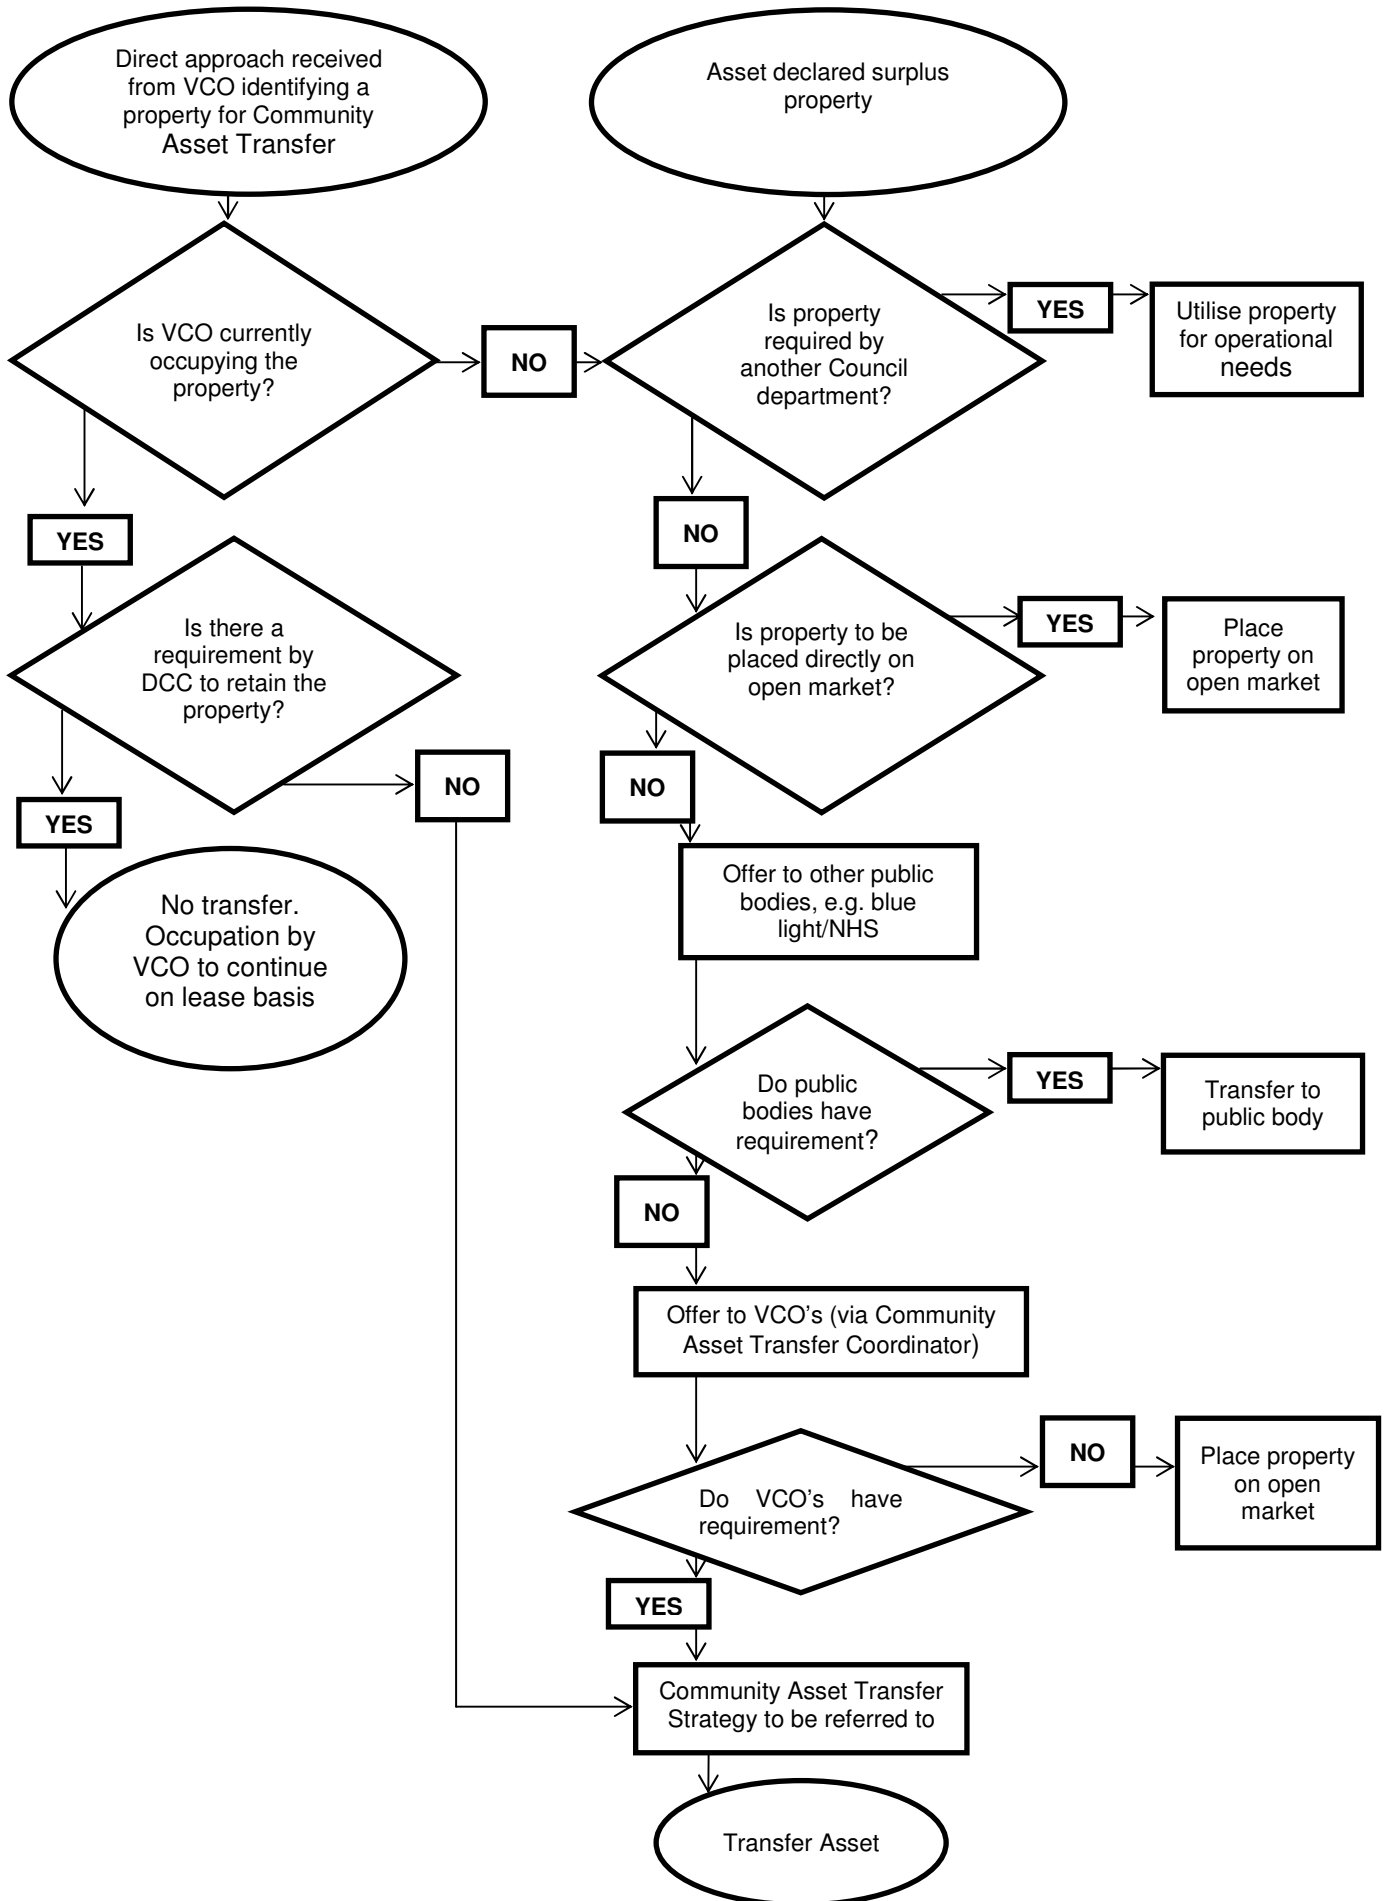 Direct approach received
from VCO identifying a
property for Community
Asset Transfer
Asset declared surplus
property
Is VCO currently
occupying the
property?
NO
Is property
required by
another Council
department?
YES
Utilise property
for operational
needs
YES
NO
Is there a
requirement by
DCC to retain the
property?
Is property to be
placed directly on
open market?
YES
Place
property on
open market
YES
NO
NO
No transfer.
Occupation by
VCO to continue
on lease basis
Offer to other public
bodies, e.g. blue
light/NHS
Do public
bodies have
requirement?
YES
Transfer to
public body
NO
Offer to VCO's (via Community
Asset Transfer Coordinator)
Do VCO's have
requirement?
NO
Place property
on open
market
YES
Community Asset Transfer
Strategy to be referred to
Transfer Asset